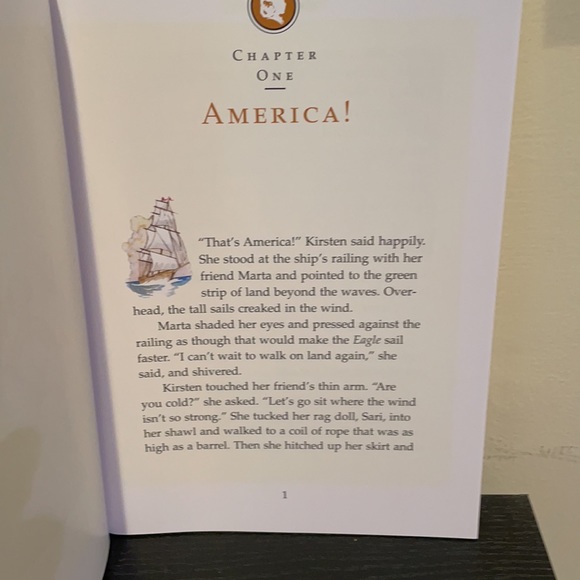 CHAPTER
ONE
AMERICA!
“That’s America!” Kirsten said happily.
She stood at the ship’s railing with her
friend Marta and pointed to the green
strip of land beyond the waves. Over-
head, the tall sails creaked in the wind.
Marta shaded her eyes and pressed against the
railing as though that would make the Eagle sail
faster. “I can’t wait to walk on land again,” she
said, and shivered.
Kirsten touched her friend’s thin arm. “Are
you cold?” she asked. “Let’s go sit where the wind
isn’t so strong.” She tucked her rag doll, Sari, into
her shawl and walked to a coil of rope that was as
high as a barrel. Then she hitched up her skirt and
1